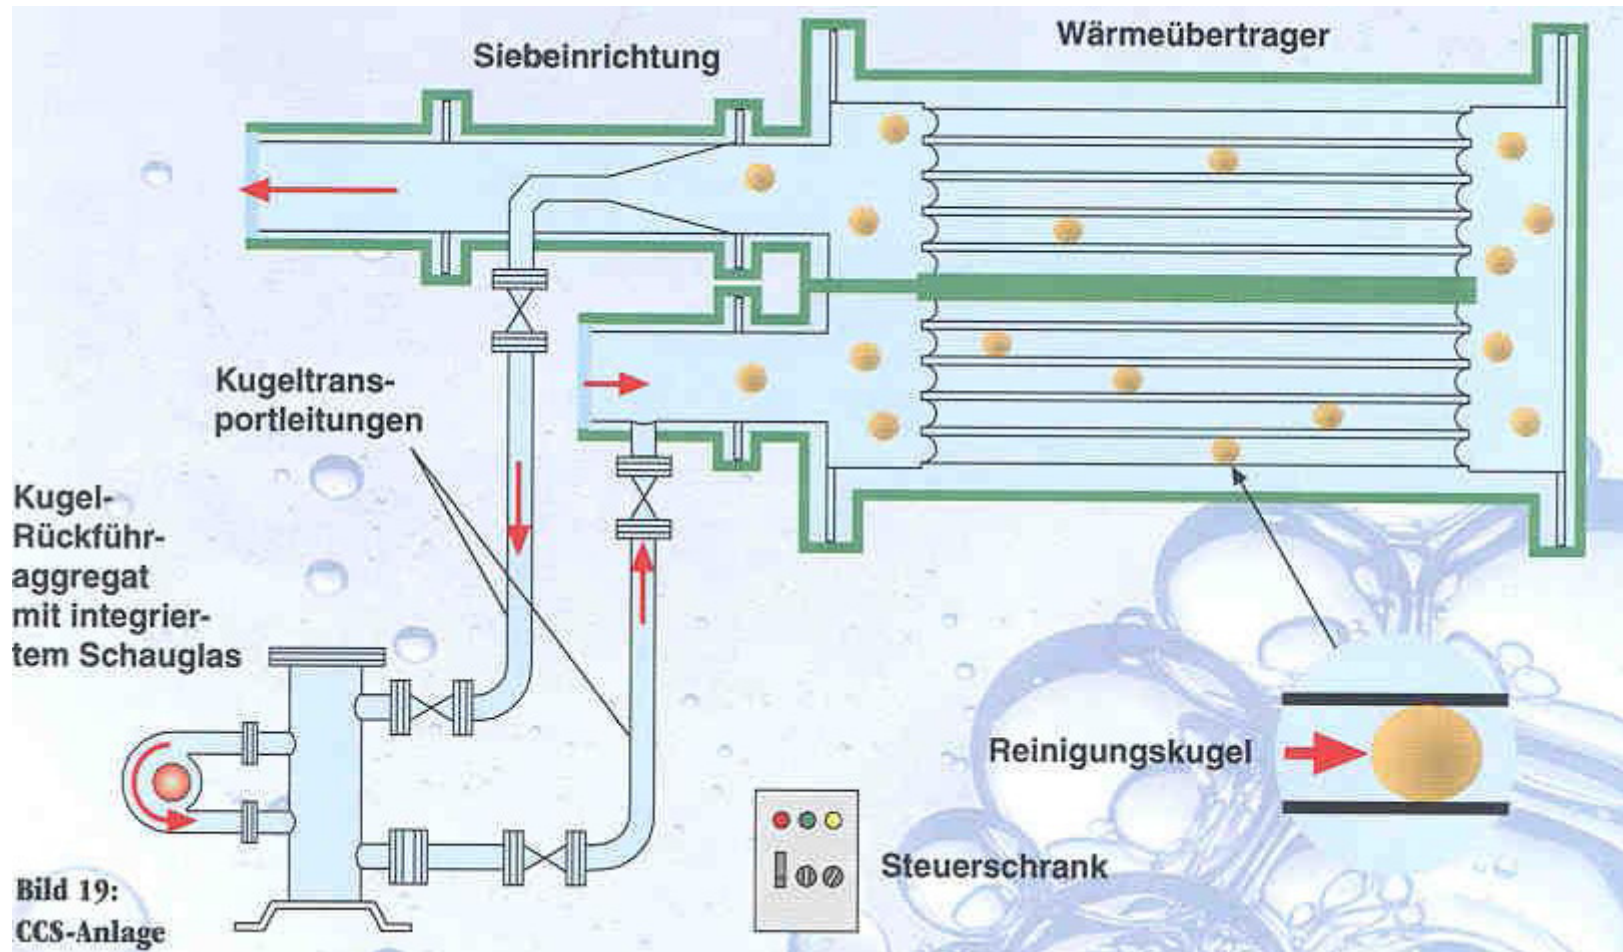 Siebeinrichtung
Wärmeübertrager
Kugeltrans-
portleitungen
Kugel-
Rückführ-
aggregat
mit integrier-
tem Schauglas
Reinigungskugel
Steuerschrank
Bild 19:
CCS-Anlage